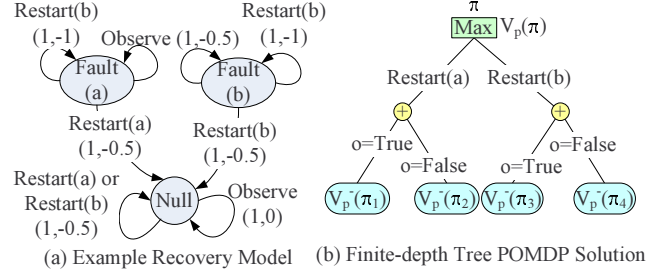 Restart(b)
(1,-1)
Observe
(1,-0.5)
Restart(b)
(1,-1)
Fault
(a)
Fault
(b)
Restart(a)
(1,-0.5)
Restart(b)
(1,-0.5)
Restart(a) or
Restart(b)
(1,-0.5)
Null
Observe
(1,0)
(a) Example Recovery Model
π
Max
Vp(π)
Restart(a)
Restart(b)
+
+
o=True
o=False
o=True
o=False
Vp-(π1)
Vp-(π2)
Vp-(π3)
Vp-(π4)
(b) Finite-depth Tree POMDP Solution